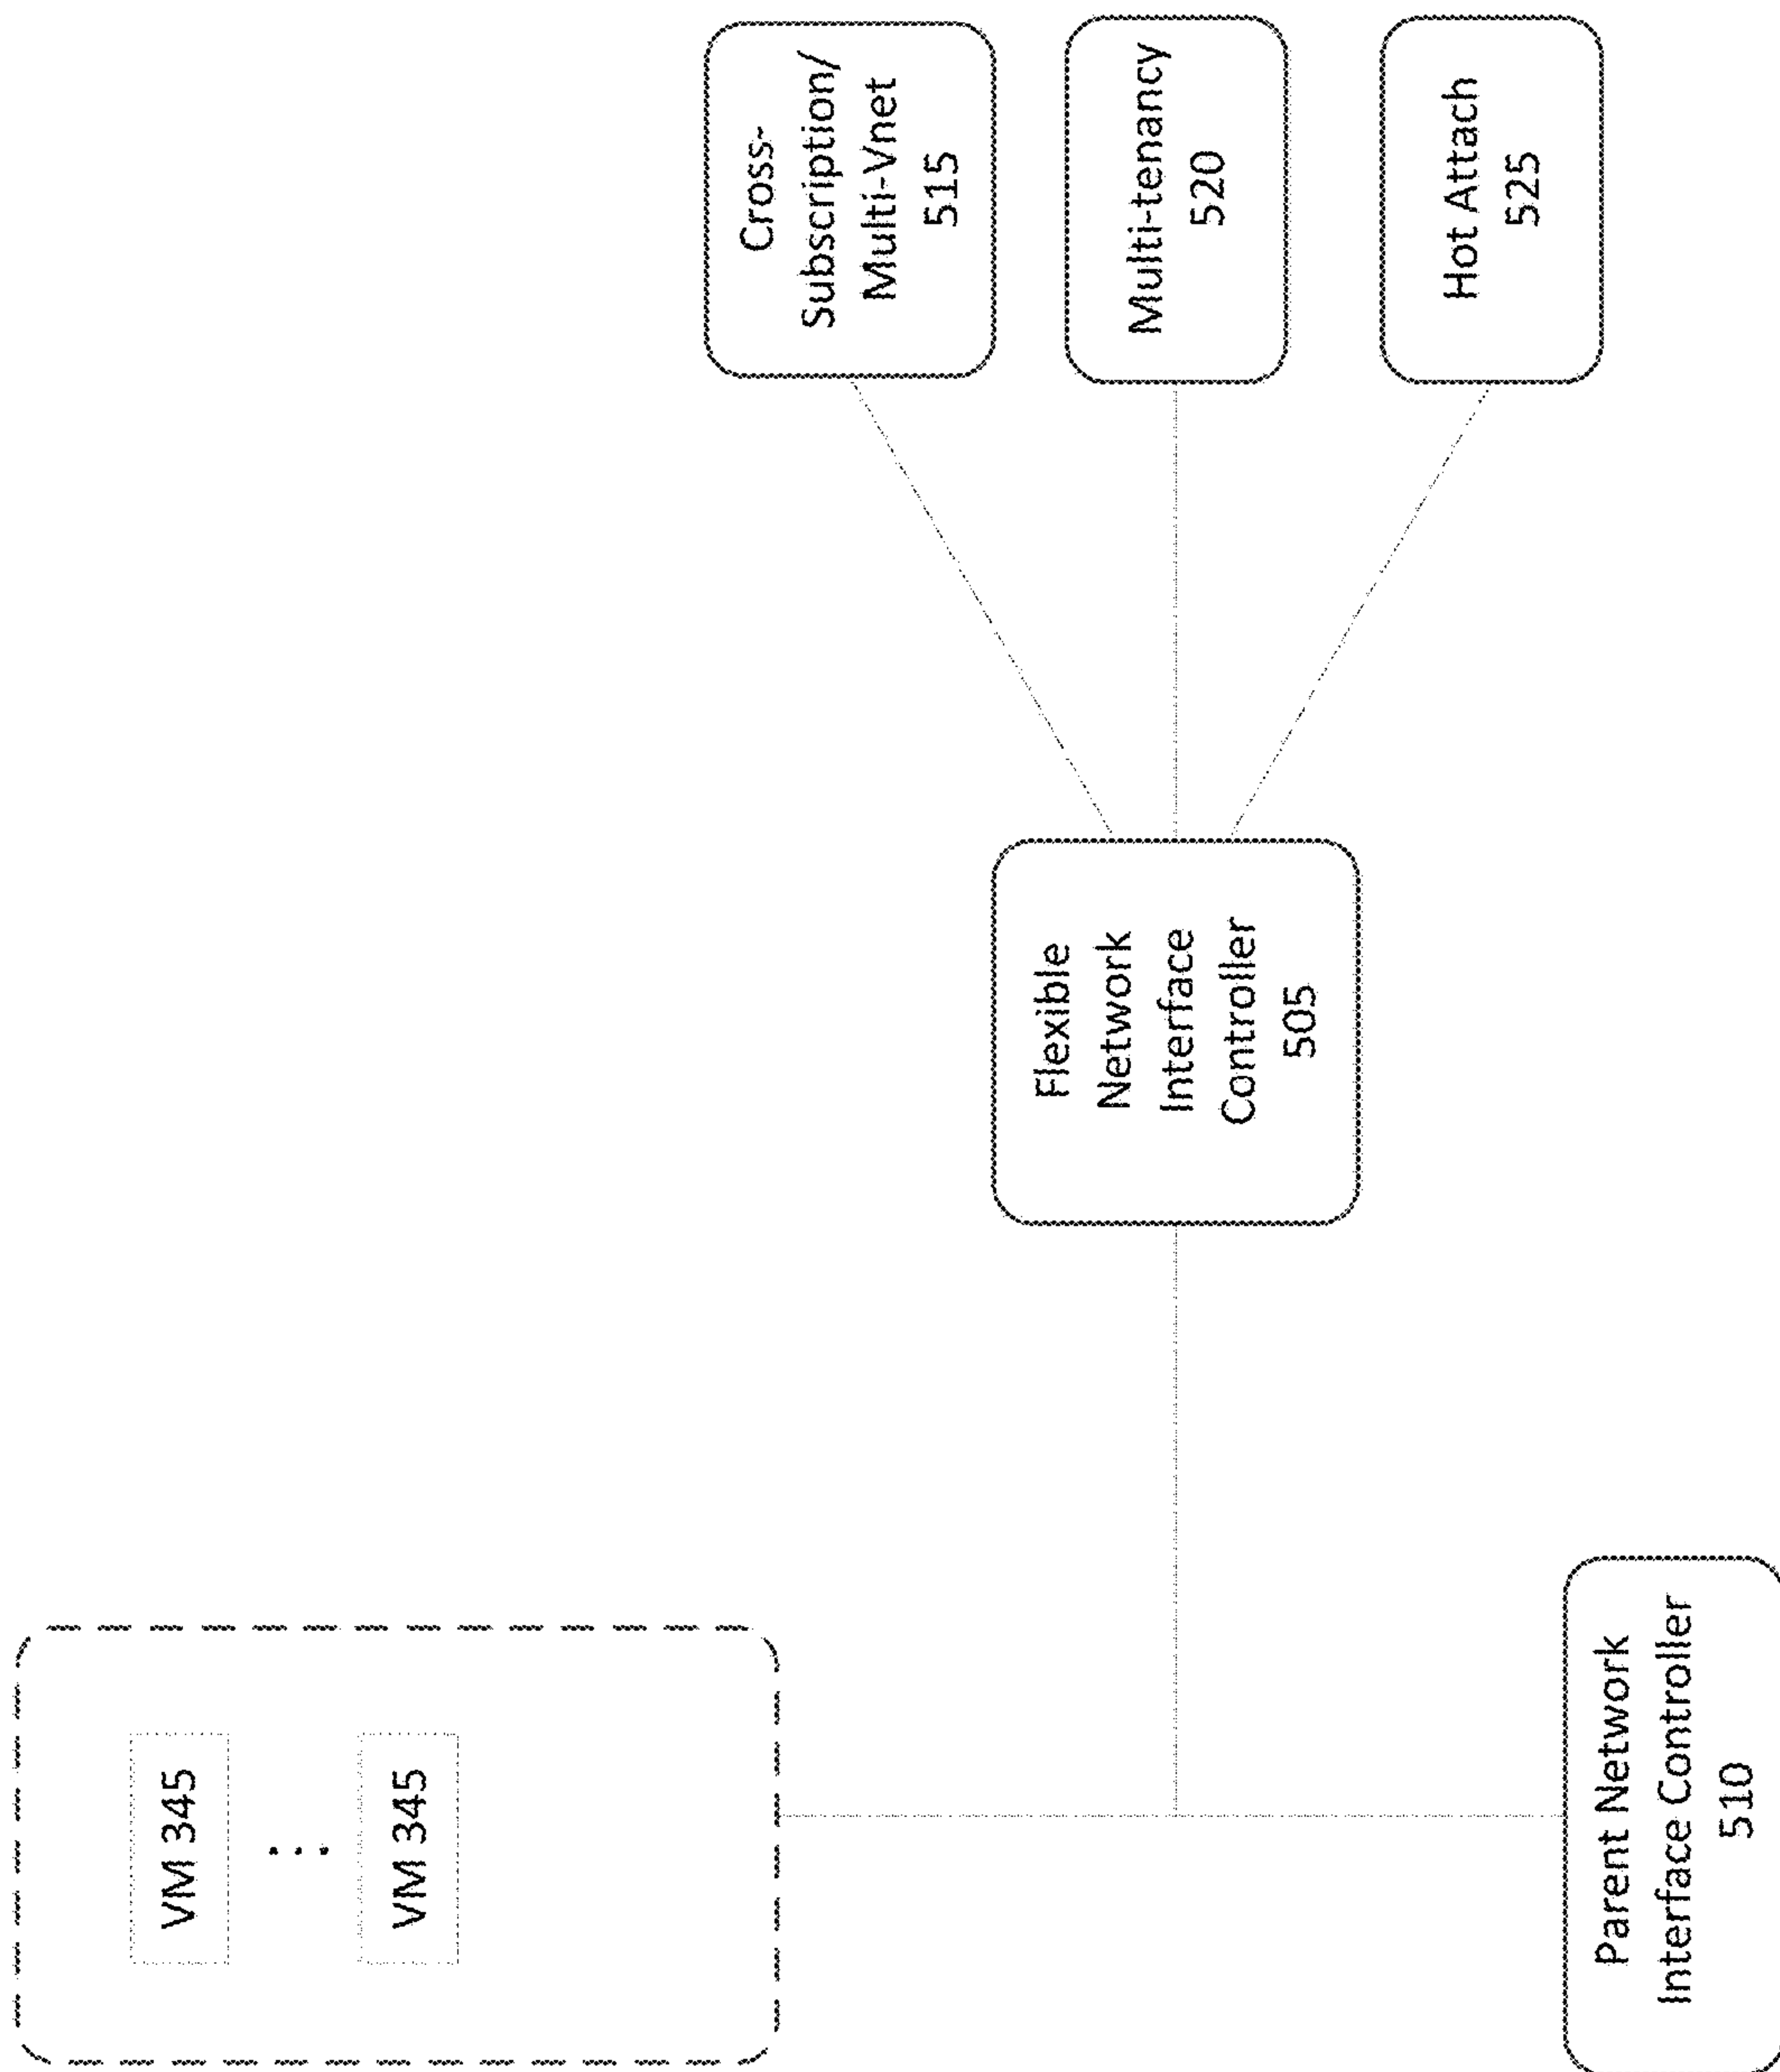 VM 345
...
VM 345
Parent Network
Interface Controller
510
Flexible
Network
Interface
Controller
505
Cross-
Subscription/
Multi-Vnet
515
Multi-tenancy
520
Hot Attach
525